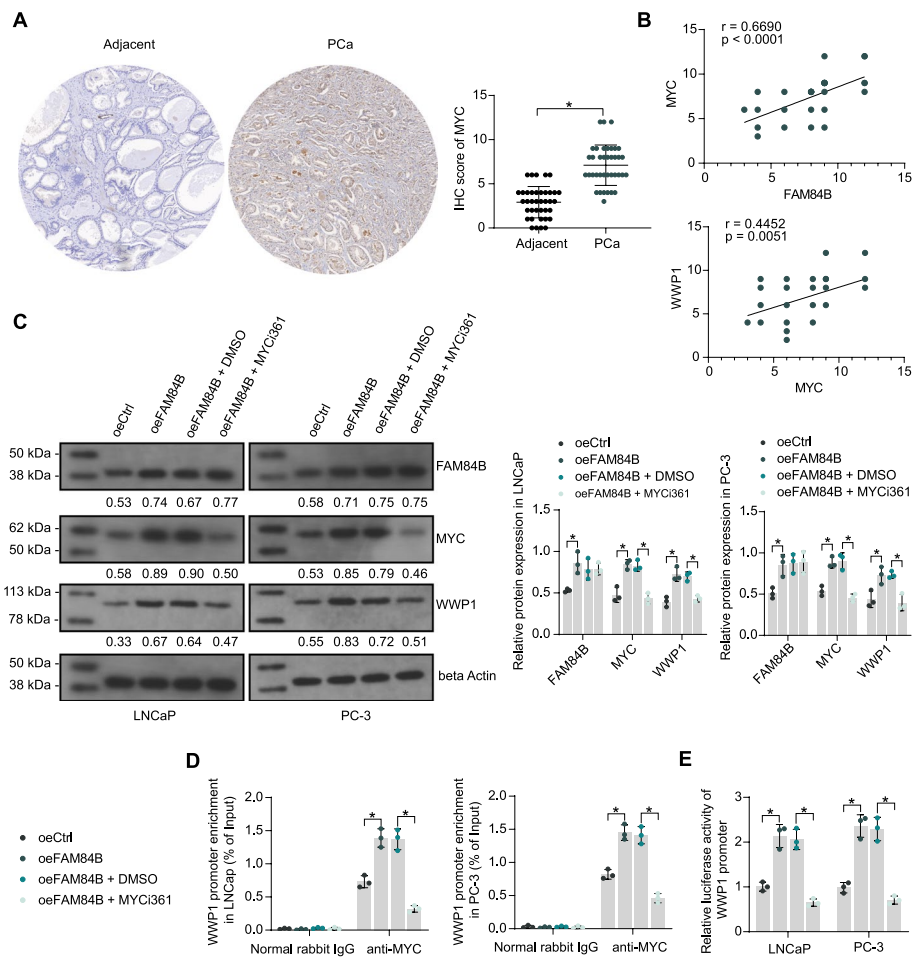 A
Adjacent
PCa
IHC score of MYC
15
10
5
0
*
Adjacent
PCa
B
r = 0.6690
p < 0.0001
MYC
15
10
5
0
0
5
10
15
FAM84B
r = 0.4452
p = 0.0051
WWP1
15
10
5
0
0
5
10
15
MYC
C
oeCtrl
oeFAM84B
oeFAM84B + DMSO
oeFAM84B + MYCi361
oeCtrl
oeFAM84B
oeFAM84B + DMSO
oeFAM84B + MYCi361
50 kDa
38 kDa
FAM84B
0.53 0.74 0.67 0.77
0.58 0.71 0.75 0.75
62 kDa
50 kDa
MYC
0.58 0.89 0.90 0.50
0.53 0.85 0.79 0.46
113 kDa
78 kDa
WWP1
0.33 0.67 0.64 0.47
0.55 0.83 0.72 0.51
50 kDa
38 kDa
beta Actin
LNCaP
PC-3
oeCtrl
oeFAM84B
oeFAM84B + DMSO
oeFAM84B + MYCi361
Relative protein expression in LNCaP
1.5
1.0
0.5
0.0
* * * * *
FAM84B
MYC
WWP1
oeCtrl
oeFAM84B
oeFAM84B + DMSO
oeFAM84B + MYCi361
Relative protein expression in PC-3
1.5
1.0
0.5
0.0
* * * * *
FAM84B
MYC
WWP1
oeCtrl
oeFAM84B
oeFAM84B + DMSO
oeFAM84B + MYCi361
D
WWP1 promoter enrichment
in LNCap (% of Input)
2.0
1.5
1.0
0.5
0.0
* *
Normal rabbit IgG
anti-MYC
WWP1 promoter enrichment
in PC-3 (% of Input)
2.0
1.5
1.0
0.5
0.0
* *
Normal rabbit IgG
anti-MYC
E
Relative luciferase activity of
WWP1 promoter
3
2
1
0
* * * *
LNCaP
PC-3